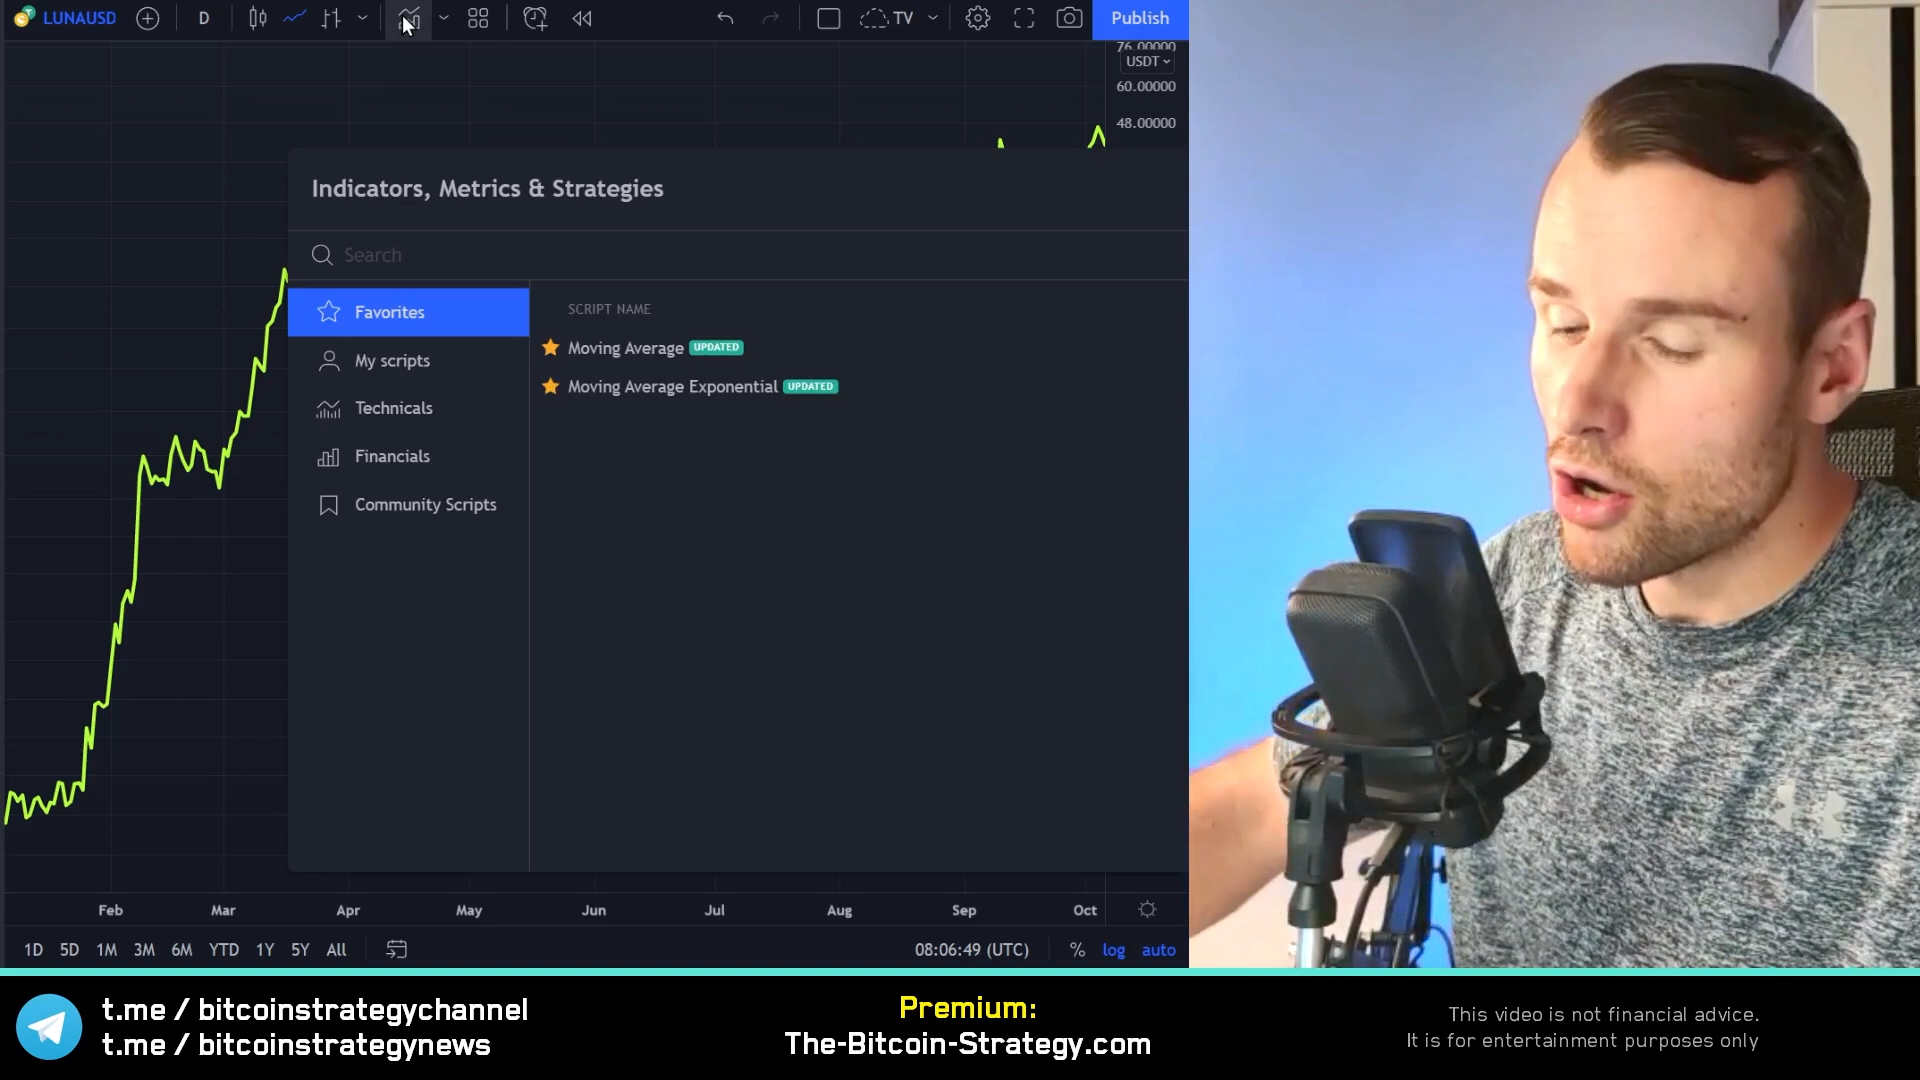 LUNAUSD
D
TV
Publish
76.00000
USDT
60.00000
48.00000
Indicators, Metrics & Strategies
Search
Favorites
My scripts
Technicals
Financials
Community Scripts
SCRIPT NAME
Moving Average UPDATED
Moving Average Exponential UPDATED
Feb Mar Apr May Jun Jul Aug Sep Oct
1D 5D 1M 3M 6M YTD 1Y 5Y All
08:06:49 (UTC) % log auto
t.me / bitcoinstrategychannel
t.me / bitcoinstrategynews
Premium:
The-Bitcoin-Strategy.com
This video is not financial advice.
It is for entertainment purposes only